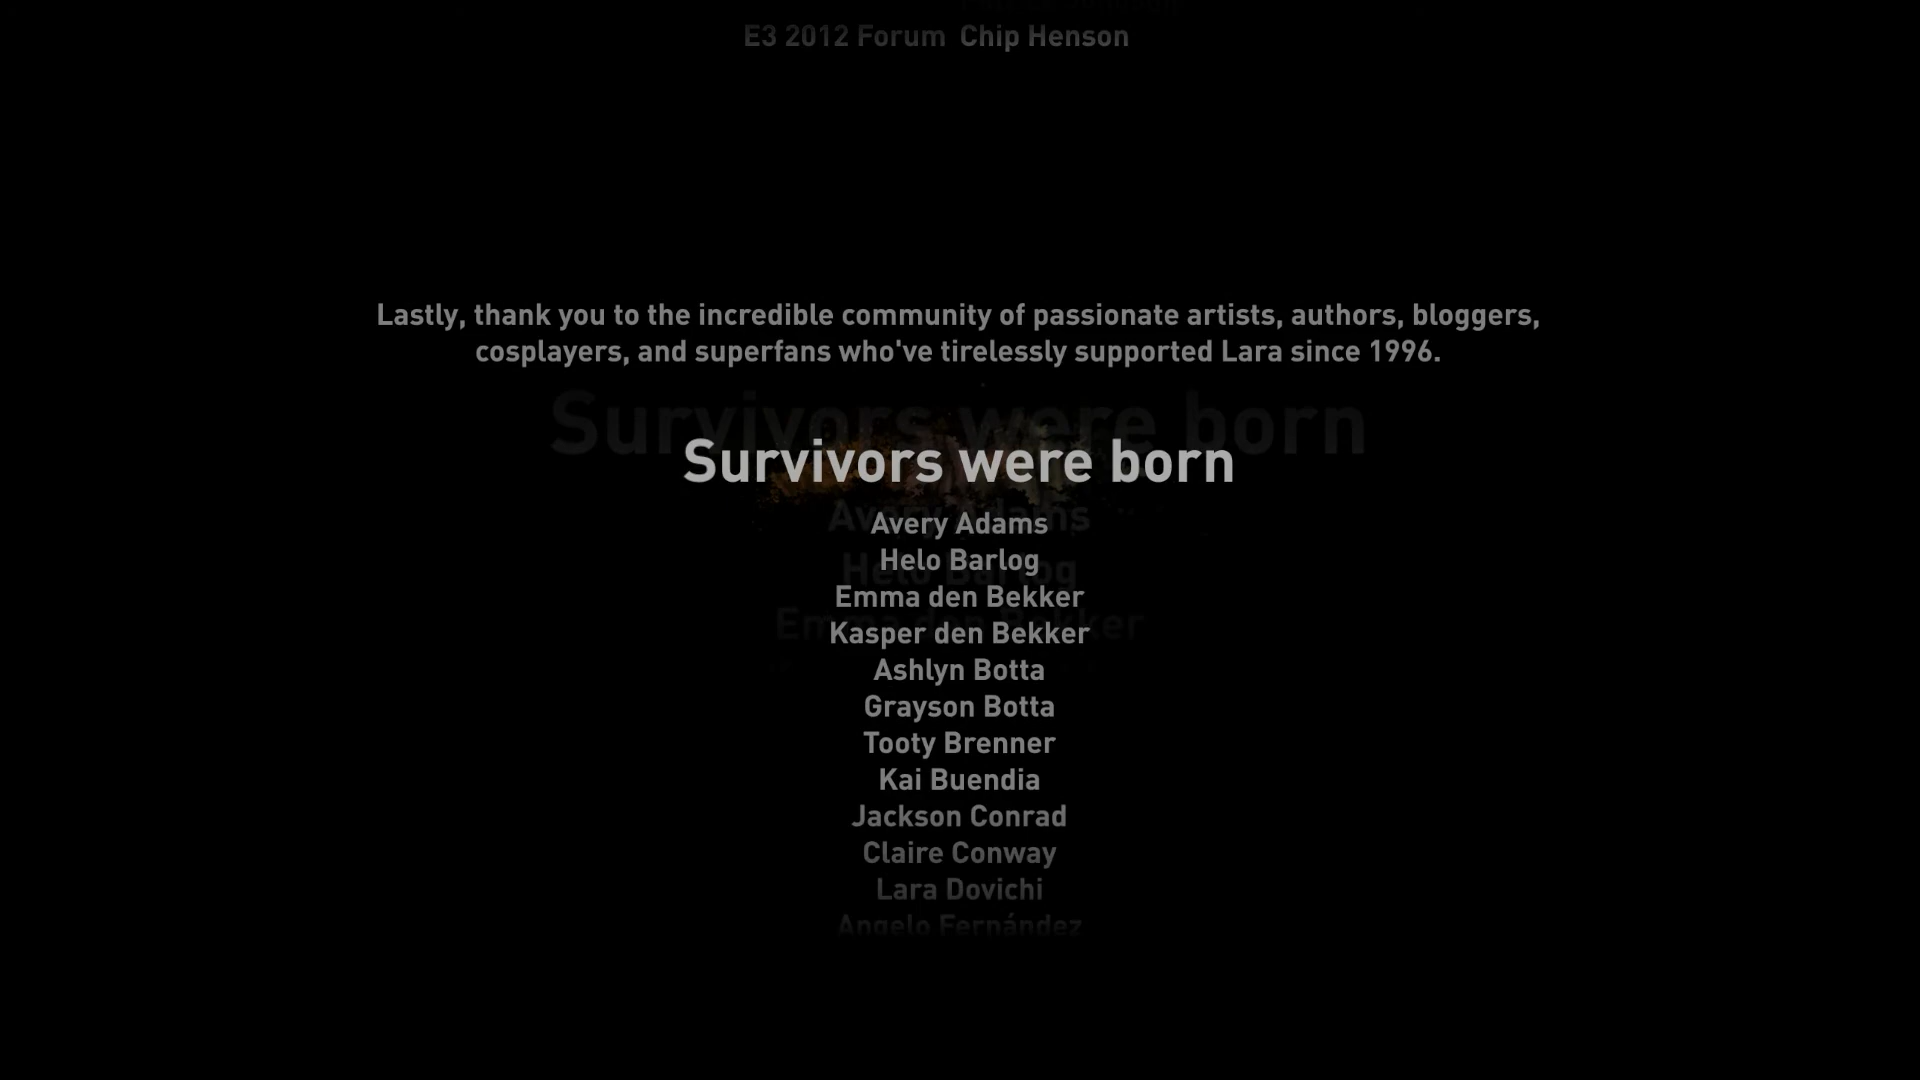 E3 2012 Forum Chip Henson
Lastly, thank you to the incredible community of passionate artists, authors, bloggers,
cosplayers, and superfans who've tirelessly supported Lara since 1996.
Survivors were born
Avery Adams
Helo Barlog
Emma den Bekker
Kasper den Bekker
Ashlyn Botta
Grayson Botta
Tooty Brenner
Kai Buendia
Jackson Conrad
Claire Conway
Lara Dovichi
Angelo Fernández